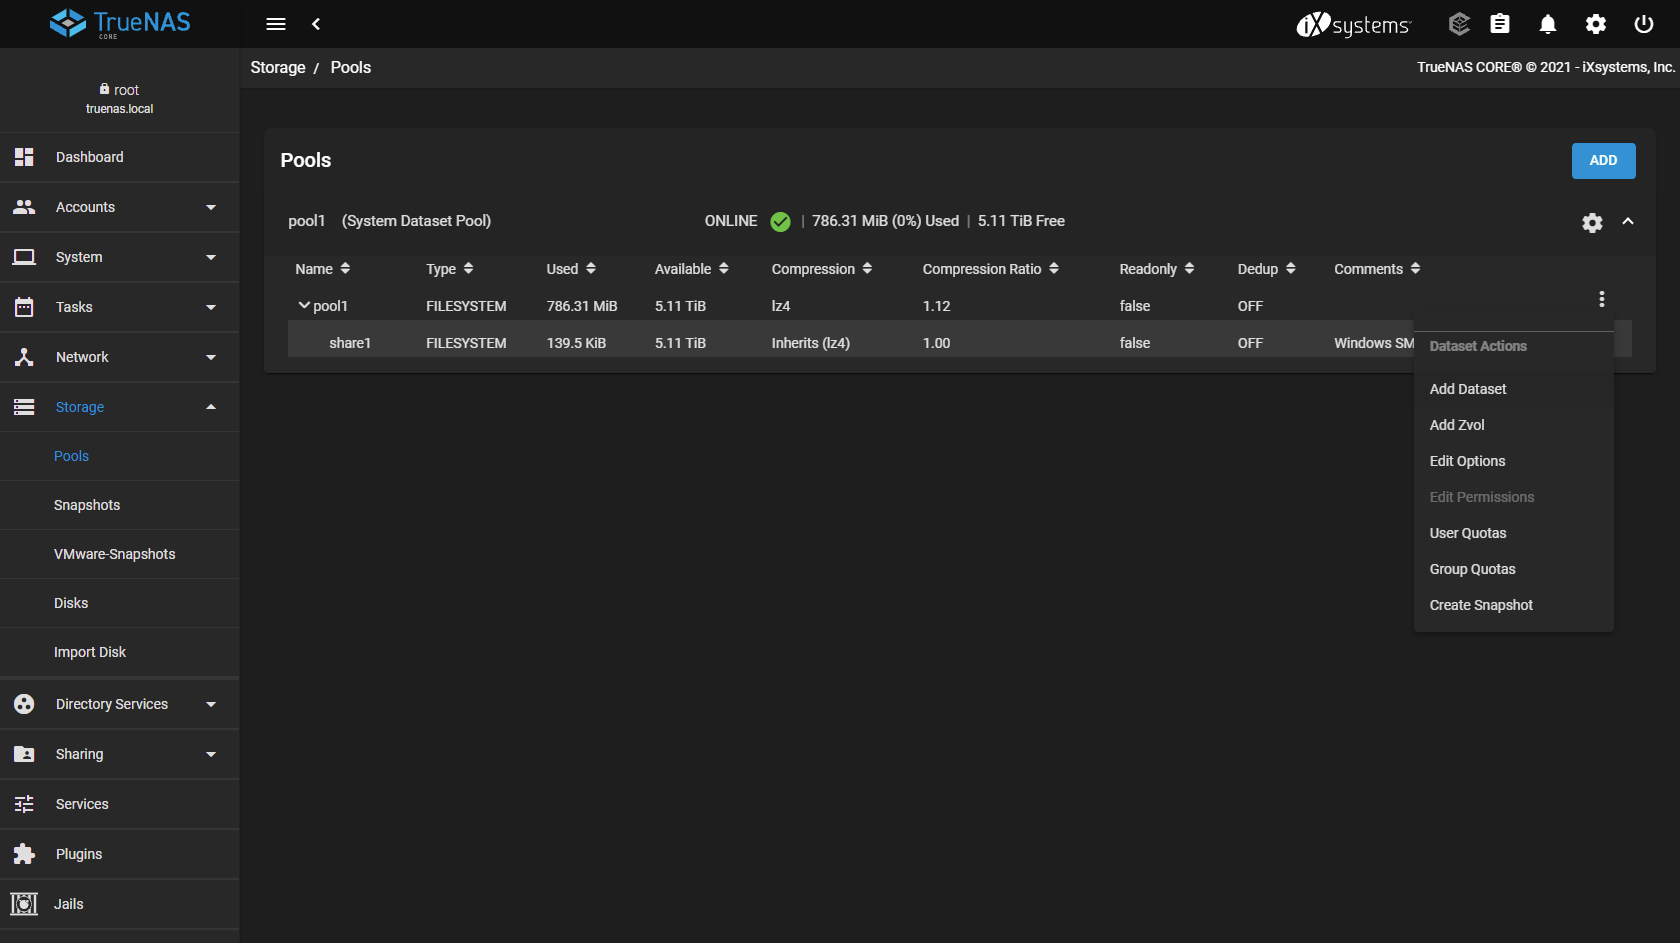 TrueNAS
CORE
iXsystems
Storage / Pools
TrueNAS CORE® © 2021 - iXsystems, Inc.
root
truenas.local
Dashboard
Accounts
System
Tasks
Network
Storage
Pools
Snapshots
VMware-Snapshots
Disks
Import Disk
Directory Services
Sharing
Services
Plugins
Jails
Pools
ADD
pool1 (System Dataset Pool) ONLINE | 786.31 MiB (0%) Used | 5.11 TiB Free
Name Type Used Available Compression Compression Ratio Readonly Dedup Comments
pool1 FILESYSTEM 786.31 MiB 5.11 TiB lz4 1.12 false OFF
share1 FILESYSTEM 139.5 KiB 5.11 TiB Inherits (lz4) 1.00 false OFF Windows SM
Dataset Actions
Add Dataset
Add Zvol
Edit Options
Edit Permissions
User Quotas
Group Quotas
Create Snapshot